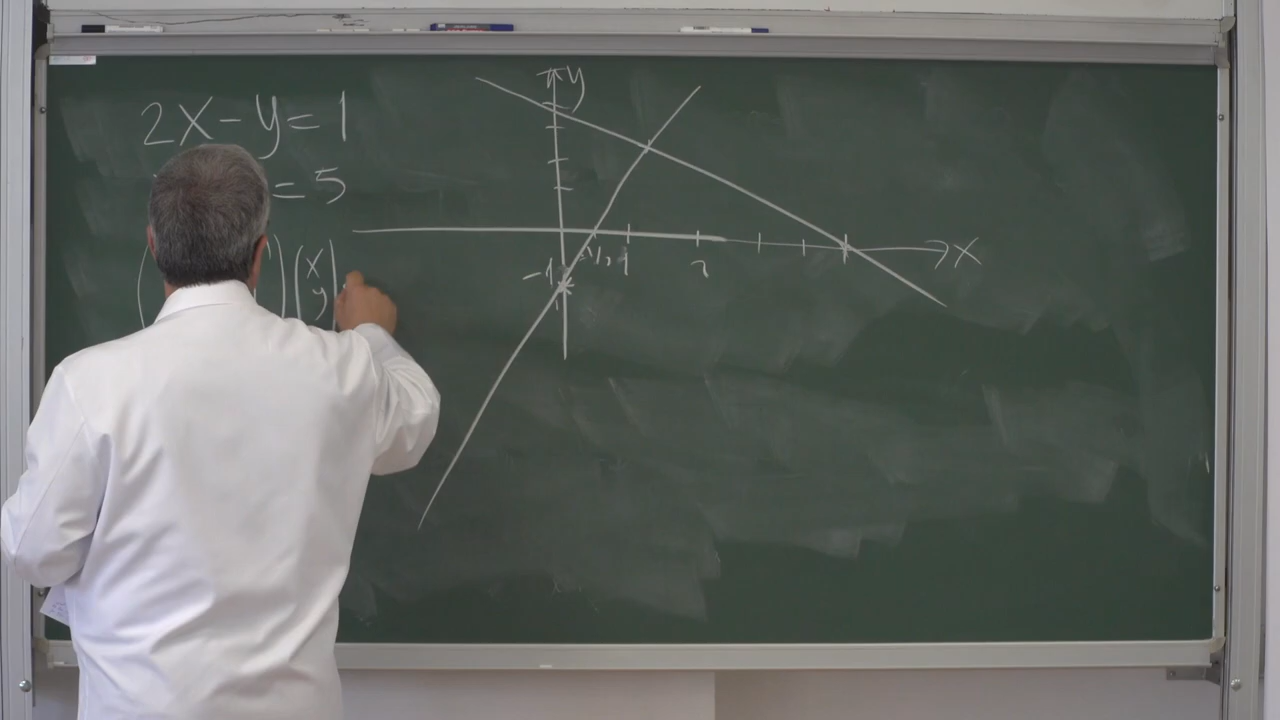 2x-y=1
=5
x
y
y
-1 1/2 1 2
x